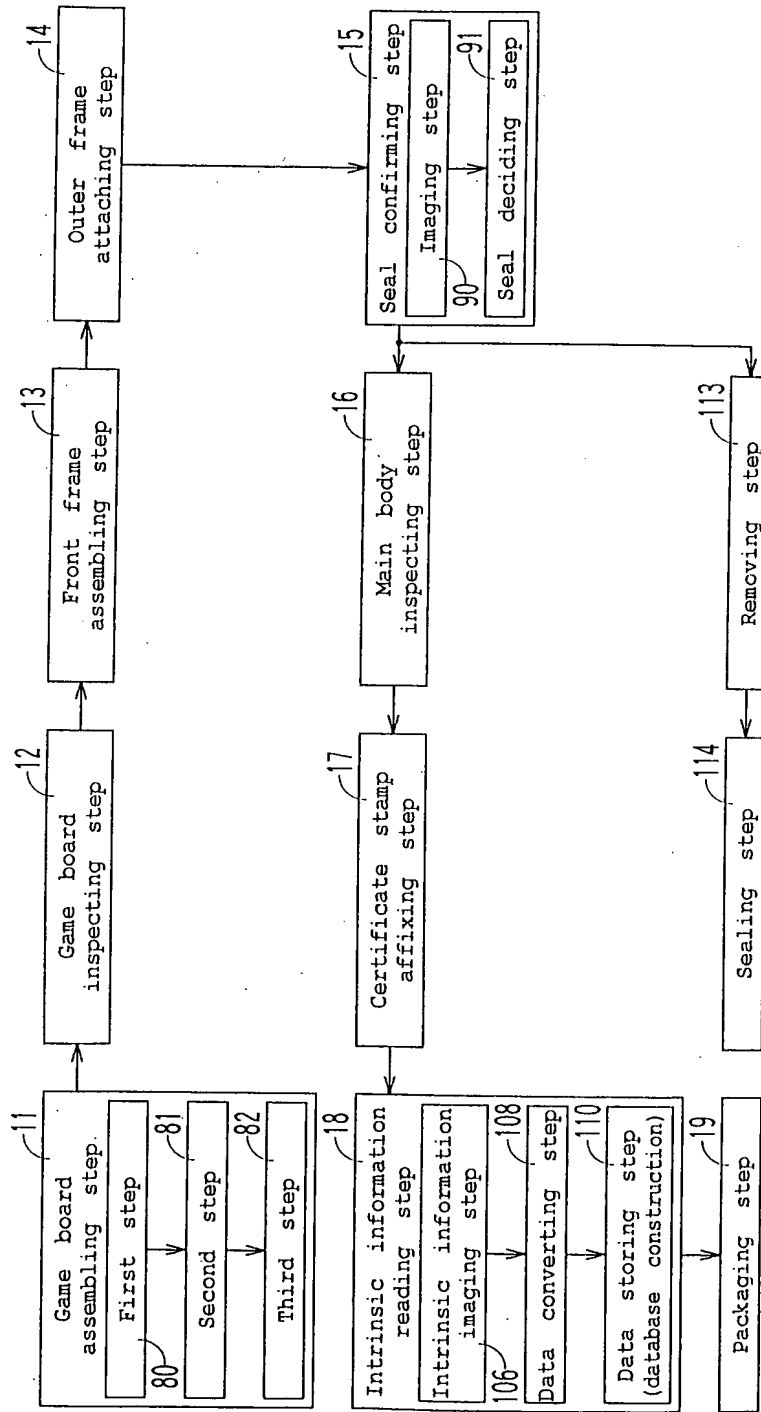 11
Game board
assembling step.
First step
80
81
Second step
82
Third step
12
Game board
inspecting step
13
Front frame
assembling step
14
Outer frame
attaching step
15
Seal confirming step
Imaging step
90
91
Seal deciding step
16
Main body
inspecting step
17
Certificate stamp
affixing step
18
Intrinsic information
reading step
Intrinsic information
imaging step
106
108
Data converting step
110
Data storing step
(database construction)
19
Packaging step
113
Removing step
114
Sealing step